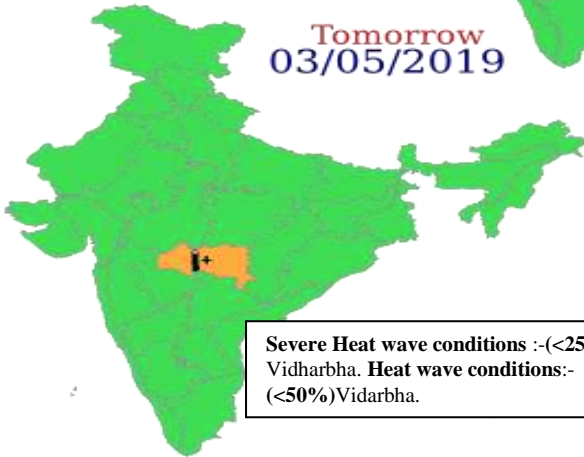 Tomorrow
03/05/2019
Severe Heat wave conditions :-(<25
Vidharbha. Heat wave conditions:-
(<50%)Vidarbha.